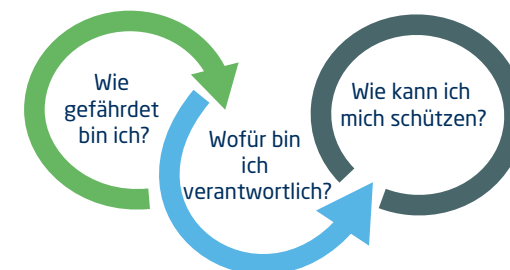 Wie
gefährdet
bin ich?
Wofür bin
ich
verantwortlich?
Wie kann ich
mich schützen?